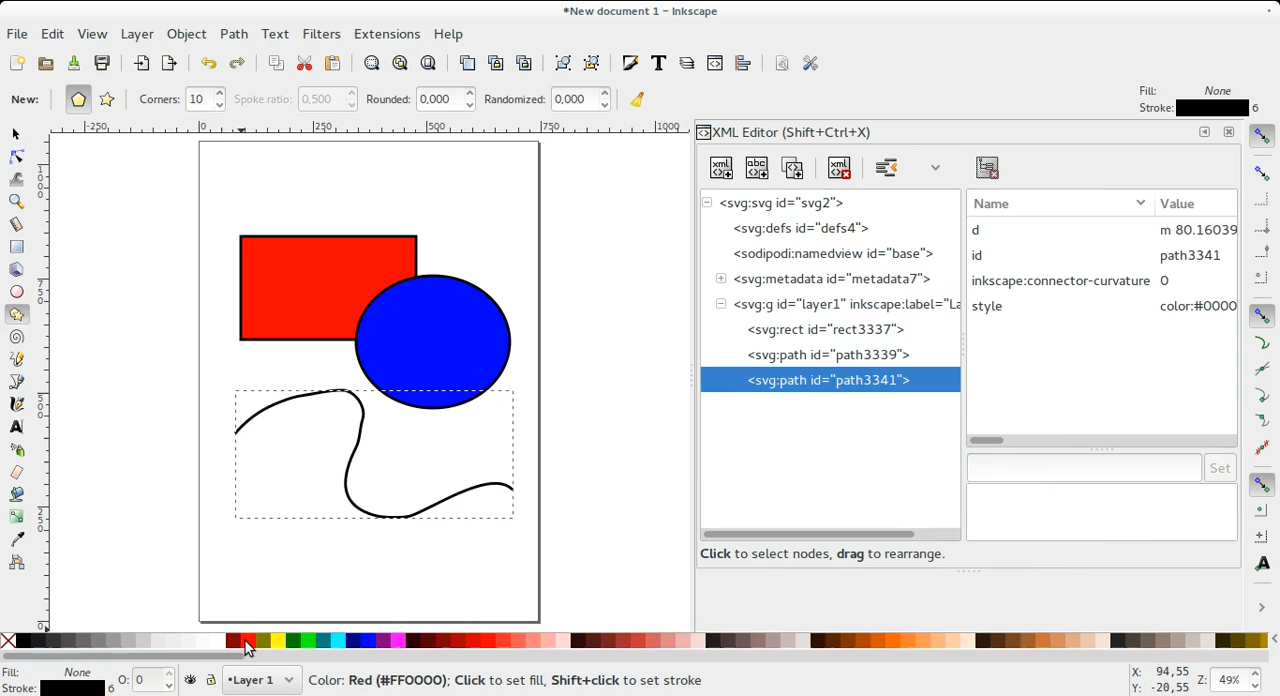 *New document 1 – Inkscape
File Edit View Layer Object Path Text Filters Extensions Help
New: Corners: 10 Spoke ratio: 0,500 Rounded: 0,000 Randomized: 0,000
Fill: None
Stroke: 6
-250 0 250 500 750 1000
1000
750
500
250
0
XML Editor (Shift+Ctrl+X)
<svg:svg id="svg2">
<svg:defs id="defs4">
<sodipodi:namedview id="base">
<svg:metadata id="metadata7">
<svg:g id="layer1" inkscape:label="La
<svg:rect id="rect3337">
<svg:path id="path3339">
<svg:path id="path3341">
Name Value
d m 80.16039
id path3341
inkscape:connector-curvature 0
style color:#0000
Set
Click to select nodes, drag to rearrange.
Fill: None
Stroke: 6
O: 0
•Layer 1
Color: Red (#FF0000); Click to set fill, Shift+click to set stroke
X: 94,55
Y: -20,55
Z: 49%